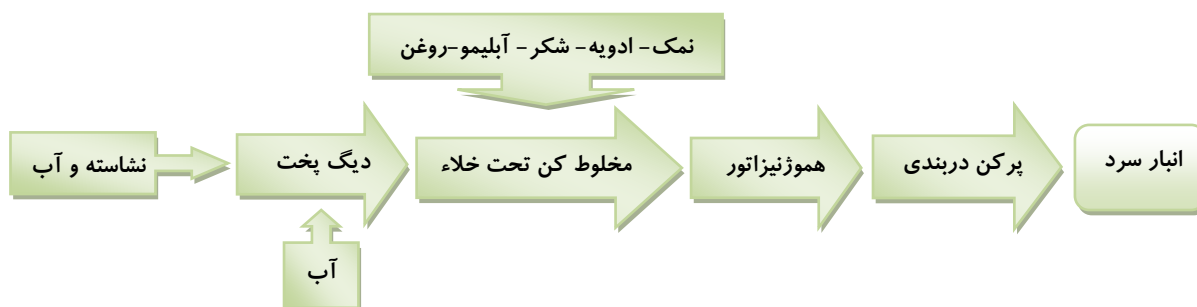 نمک- ادویه- شکر- آبلیمو-روغن
نشاسته و آب
دیگ پخت
مخلوط کن تحت خلاء
هموژنیزاتور
پرکن دربندی
انبار سرد
آب